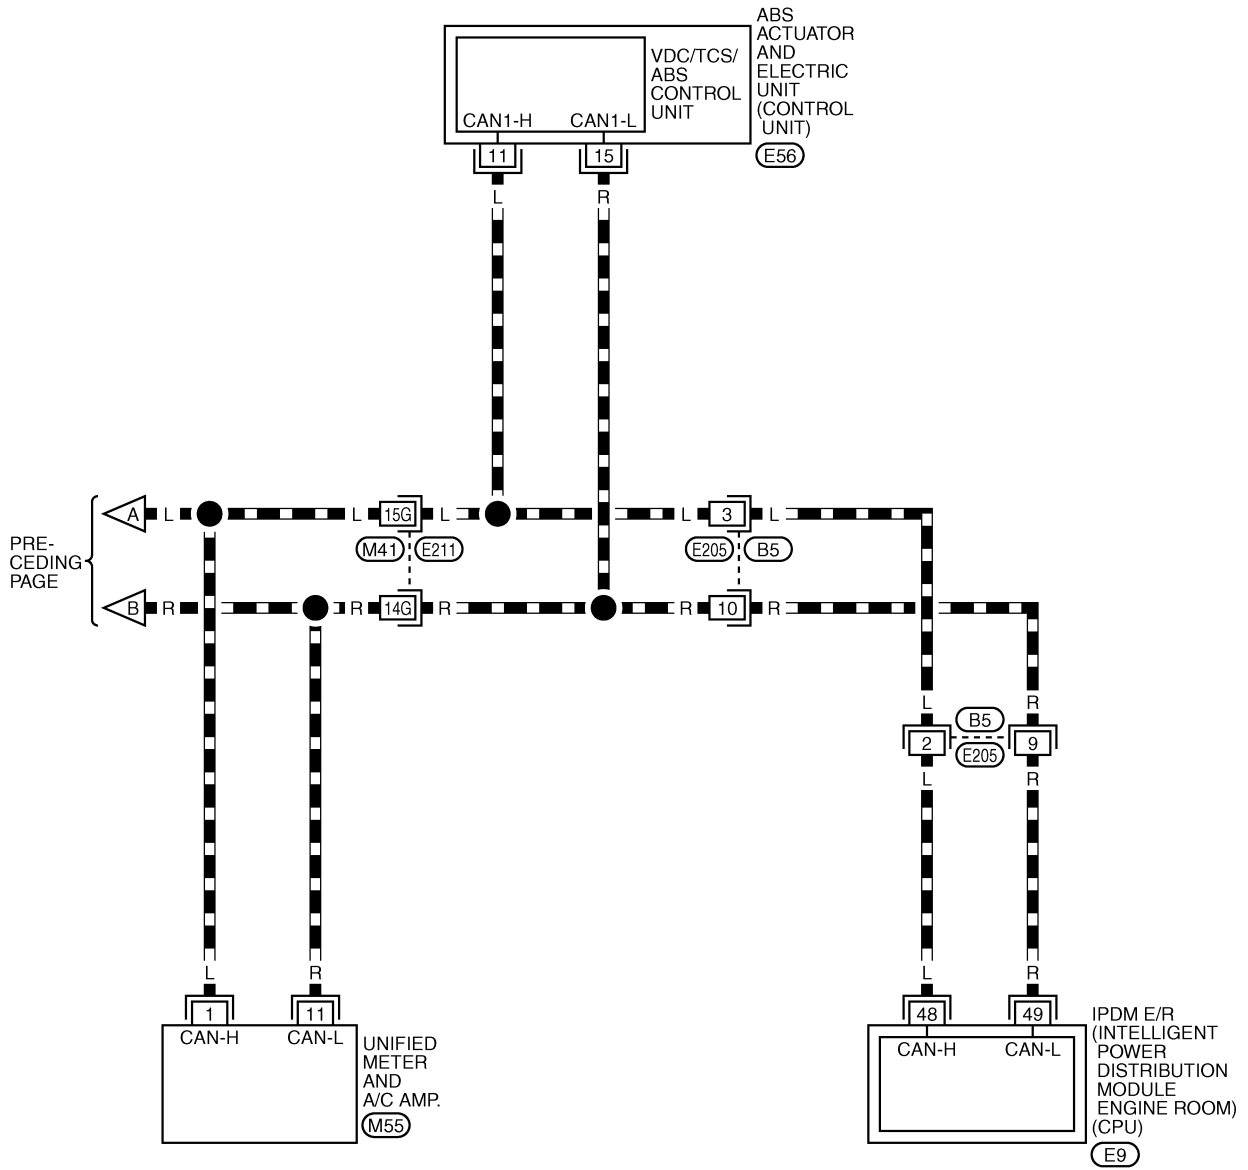 ABS
ACTUATOR
AND
ELECTRIC
UNIT
(CONTROL
UNIT)
E56
VDC/TCS/
ABS
CONTROL
UNIT
CAN1-H CAN1-L
11 15
L R
PRE-
CEDING
PAGE
A L L 15G L L 3 L
M41 E211 E205 B5
B R R 14G R R 10 R
L R
2 B5 9
E205
L R
L R L R
1 11 48 49
CAN-H CAN-L
UNIFIED
METER
AND
A/C AMP.
M55
CAN-H CAN-L
IPDM E/R
(INTELLIGENT
POWER
DISTRIBUTION
MODULE
ENGINE ROOM)
(CPU)
E9